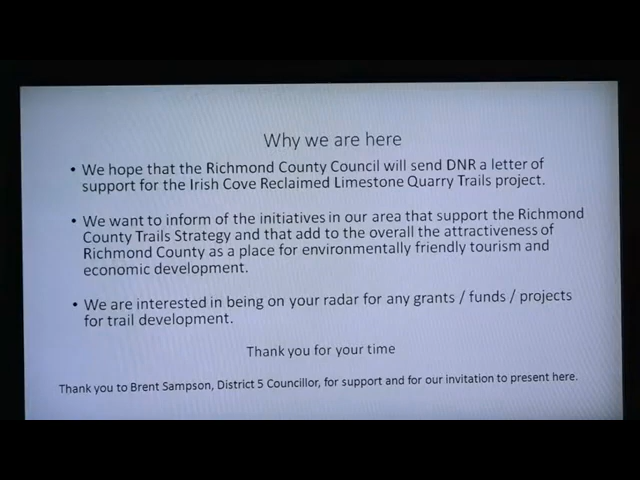 Why we are here
• We hope that the Richmond County Council will send DNR a letter of
support for the Irish Cove Reclaimed Limestone Quarry Trails project.
• We want to inform of the initiatives in our area that support the Richmond
County Trails Strategy and that add to the overall the attractiveness of
Richmond County as a place for environmentally friendly tourism and
economic development.
• We are interested in being on your radar for any grants / funds / projects
for trail development.
Thank you for your time
Thank you to Brent Sampson, District 5 Councillor, for support and for our invitation to present here.